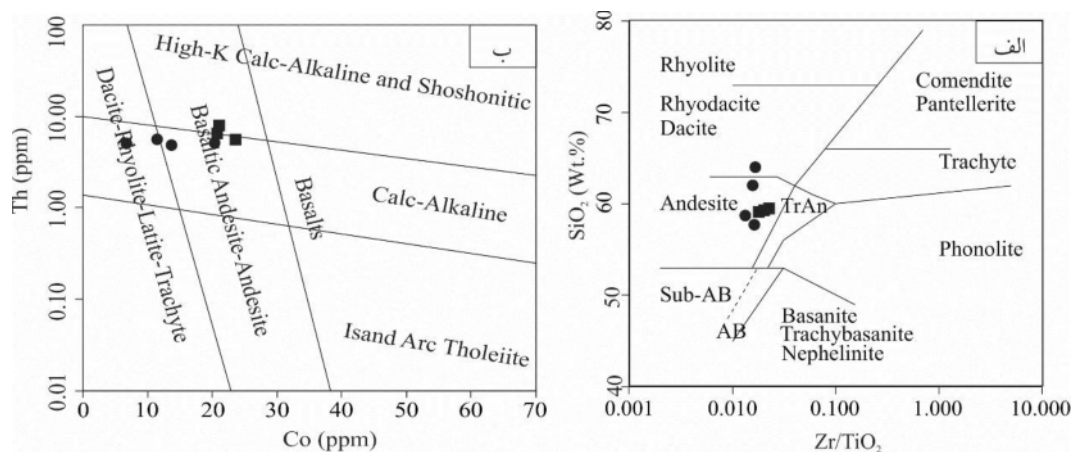 ب
100
10.00
1.00
0.10
0.01
Th (ppm)
High-K Calc-Alkaline and Shoshonitic
Dacite-Rhyolite-Latite-Trachyte
Basaltic Andesite-Andesite
Basalts
Calc-Alkaline
Isand Arc Tholeiite
0
10
20
30
40
50
60
70
Co (ppm)
الف
80
70
60
50
40
SiO₂ (Wt.%)
Rhyolite
Rhyodacite
Dacite
Comendite
Pantellerite
Trachyte
Andesite
TrAn
Phonolite
Sub-AB
AB
Basanite
Trachybasanite
Nephelinite
0.001
0.010
0.100
1.000
10.000
Zr/TiO₂